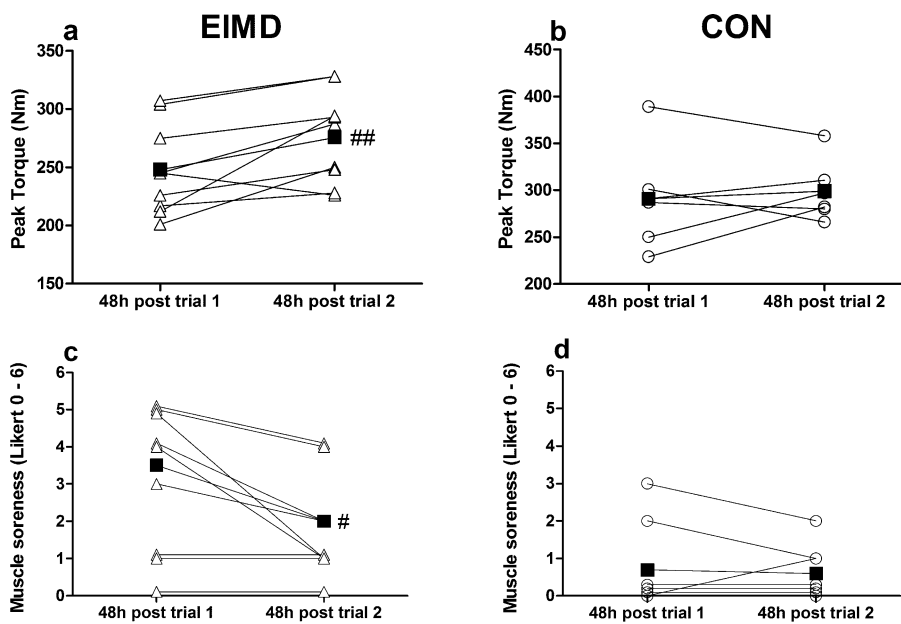 EIMD
CON
a
Peak Torque (Nm)
350
300
250
200
150
##
48h post trial 1
48h post trial 2
b
Peak Torque (Nm)
450
400
350
300
250
200
48h post trial 1
48h post trial 2
c
Muscle soreness (Likert 0 - 6)
6
5
4
3
2
1
0
#
48h post trial 1
48h post trial 2
d
Muscle soreness (Likert 0 - 6)
6
5
4
3
2
1
0
48h post trial 1
48h post trial 2